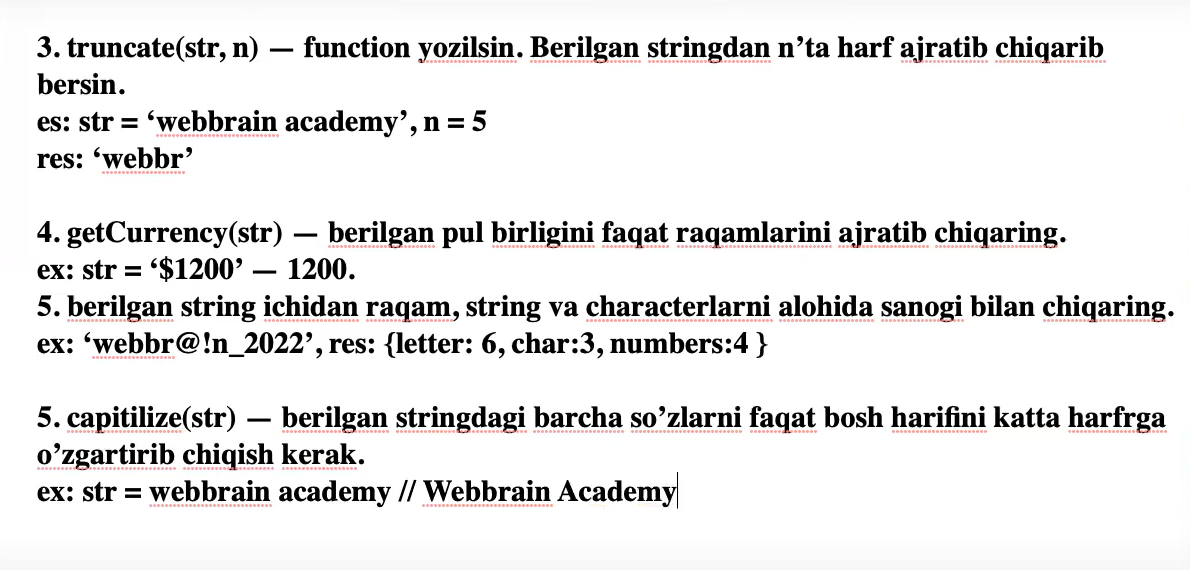 3. truncate(str, n) — function yozilsin. Berilgan stringdan n’ta harf ajratib chiqarib
bersin.
es: str = ‘webbrain academy’, n = 5
res: ‘webbr’
4. getCurrency(str) — berilgan pul birligini faqat raqamlarini ajratib chiqaring.
ex: str = ‘$1200’ — 1200.
5. berilgan string ichidan raqam, string va characterlarni alohida sanogi bilan chiqaring.
ex: ‘webbr@!n_2022’, res: {letter: 6, char:3, numbers:4 }
5. capitilize(str) — berilgan stringdagi barcha so’zlarni faqat bosh harifini katta harfrga
o’zgartirib chiqish kerak.
ex: str = webbrain academy // Webbrain Academy